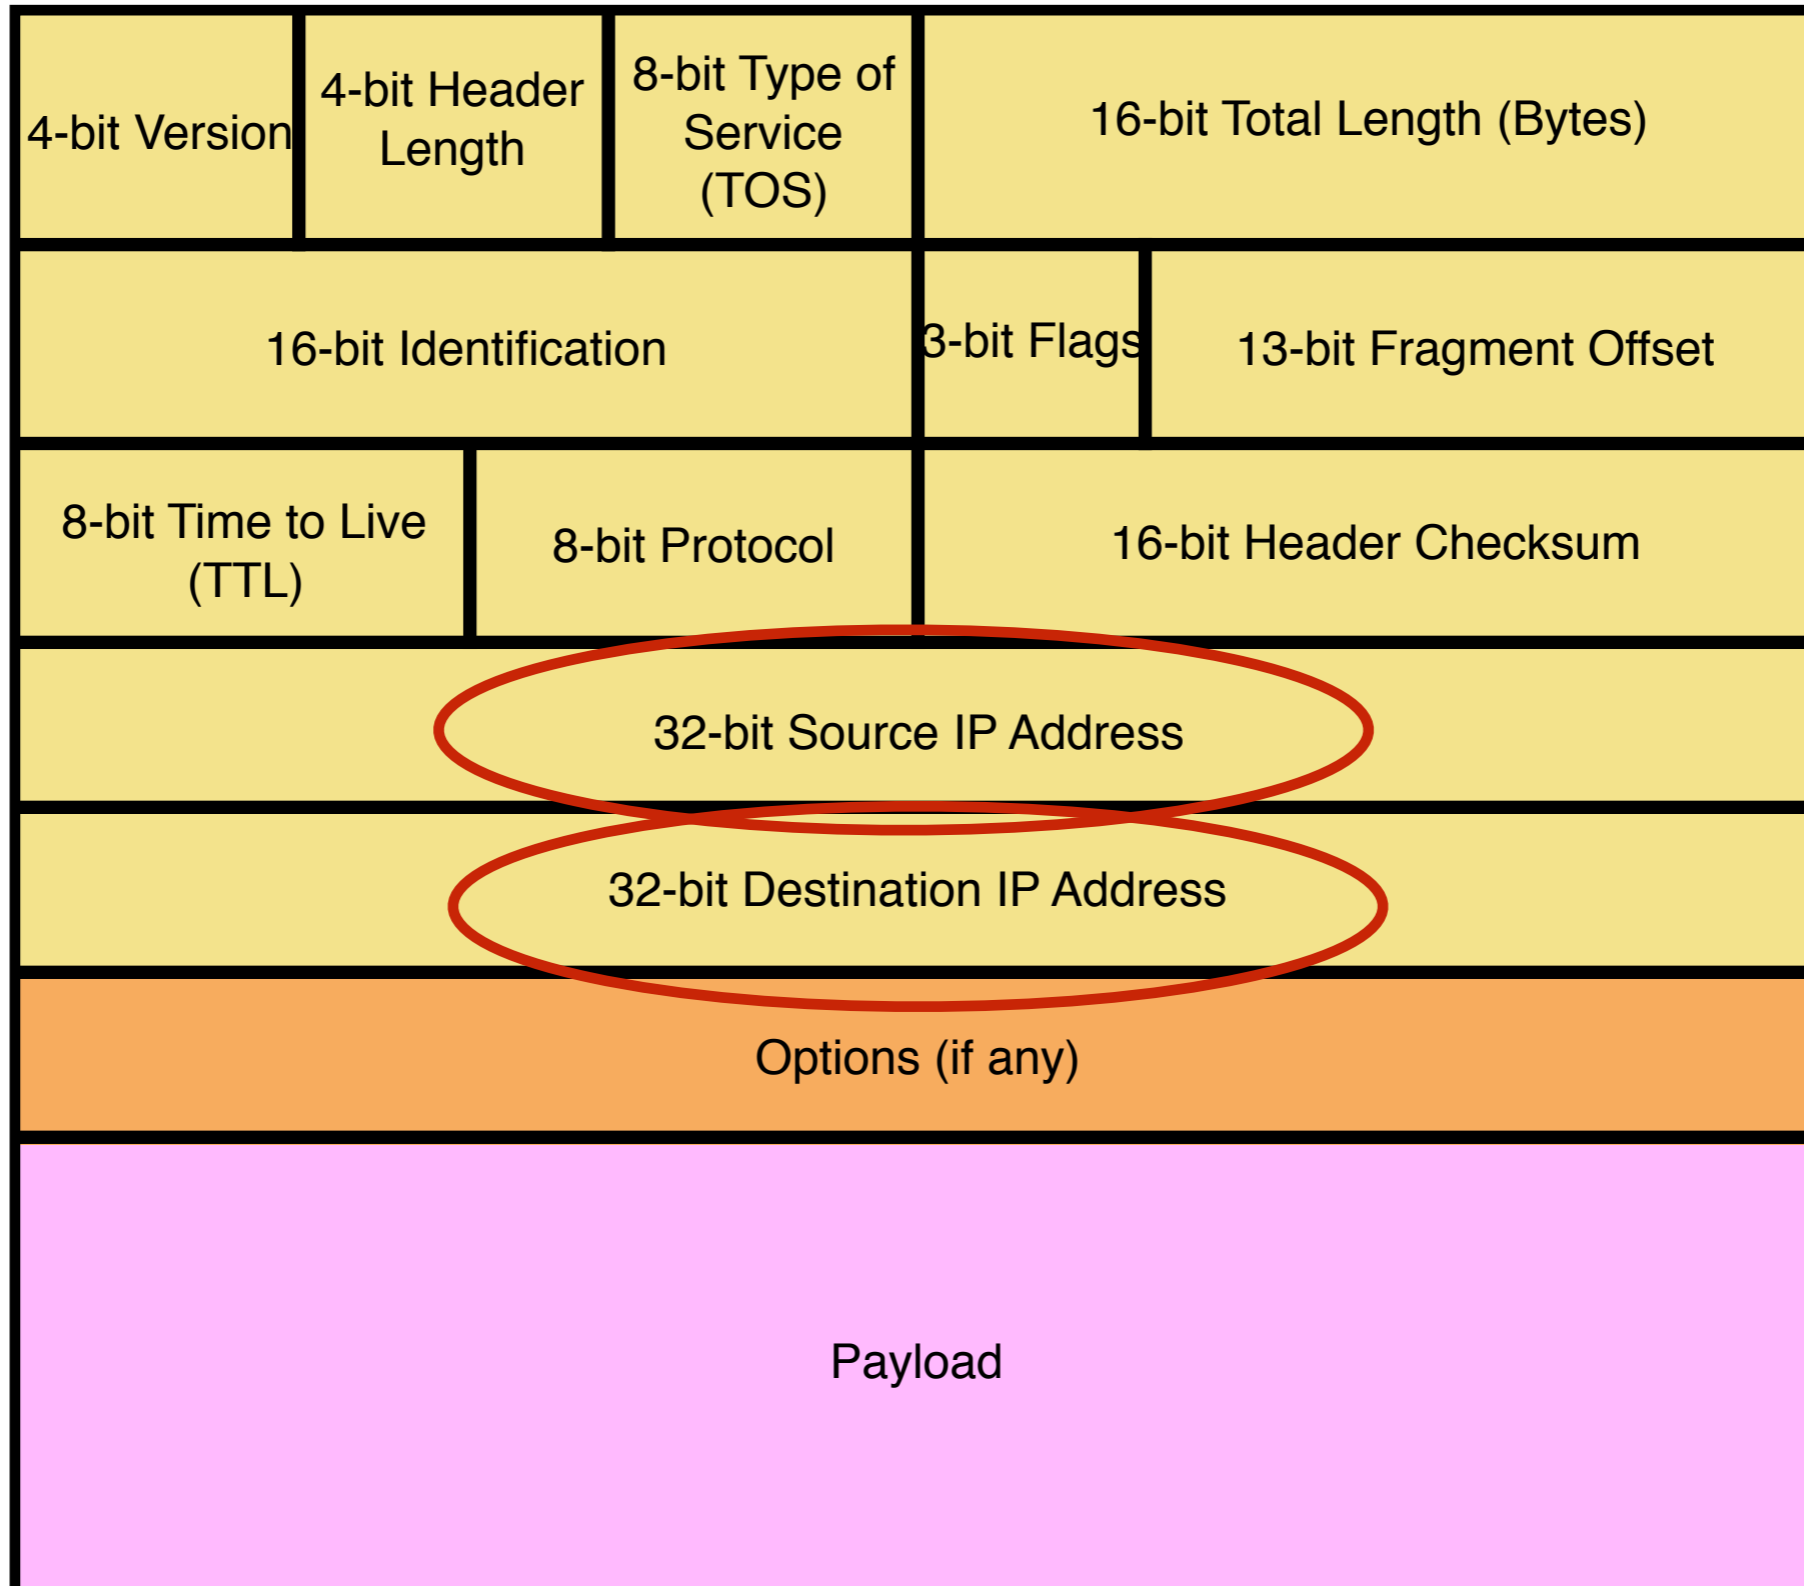 4-bit Version
4-bit Header
Length
8-bit Type of
Service
(TOS)
16-bit Total Length (Bytes)
16-bit Identification
3-bit Flags
13-bit Fragment Offset
8-bit Time to Live
(TTL)
8-bit Protocol
16-bit Header Checksum
32-bit Source IP Address
32-bit Destination IP Address
Options (if any)
Payload